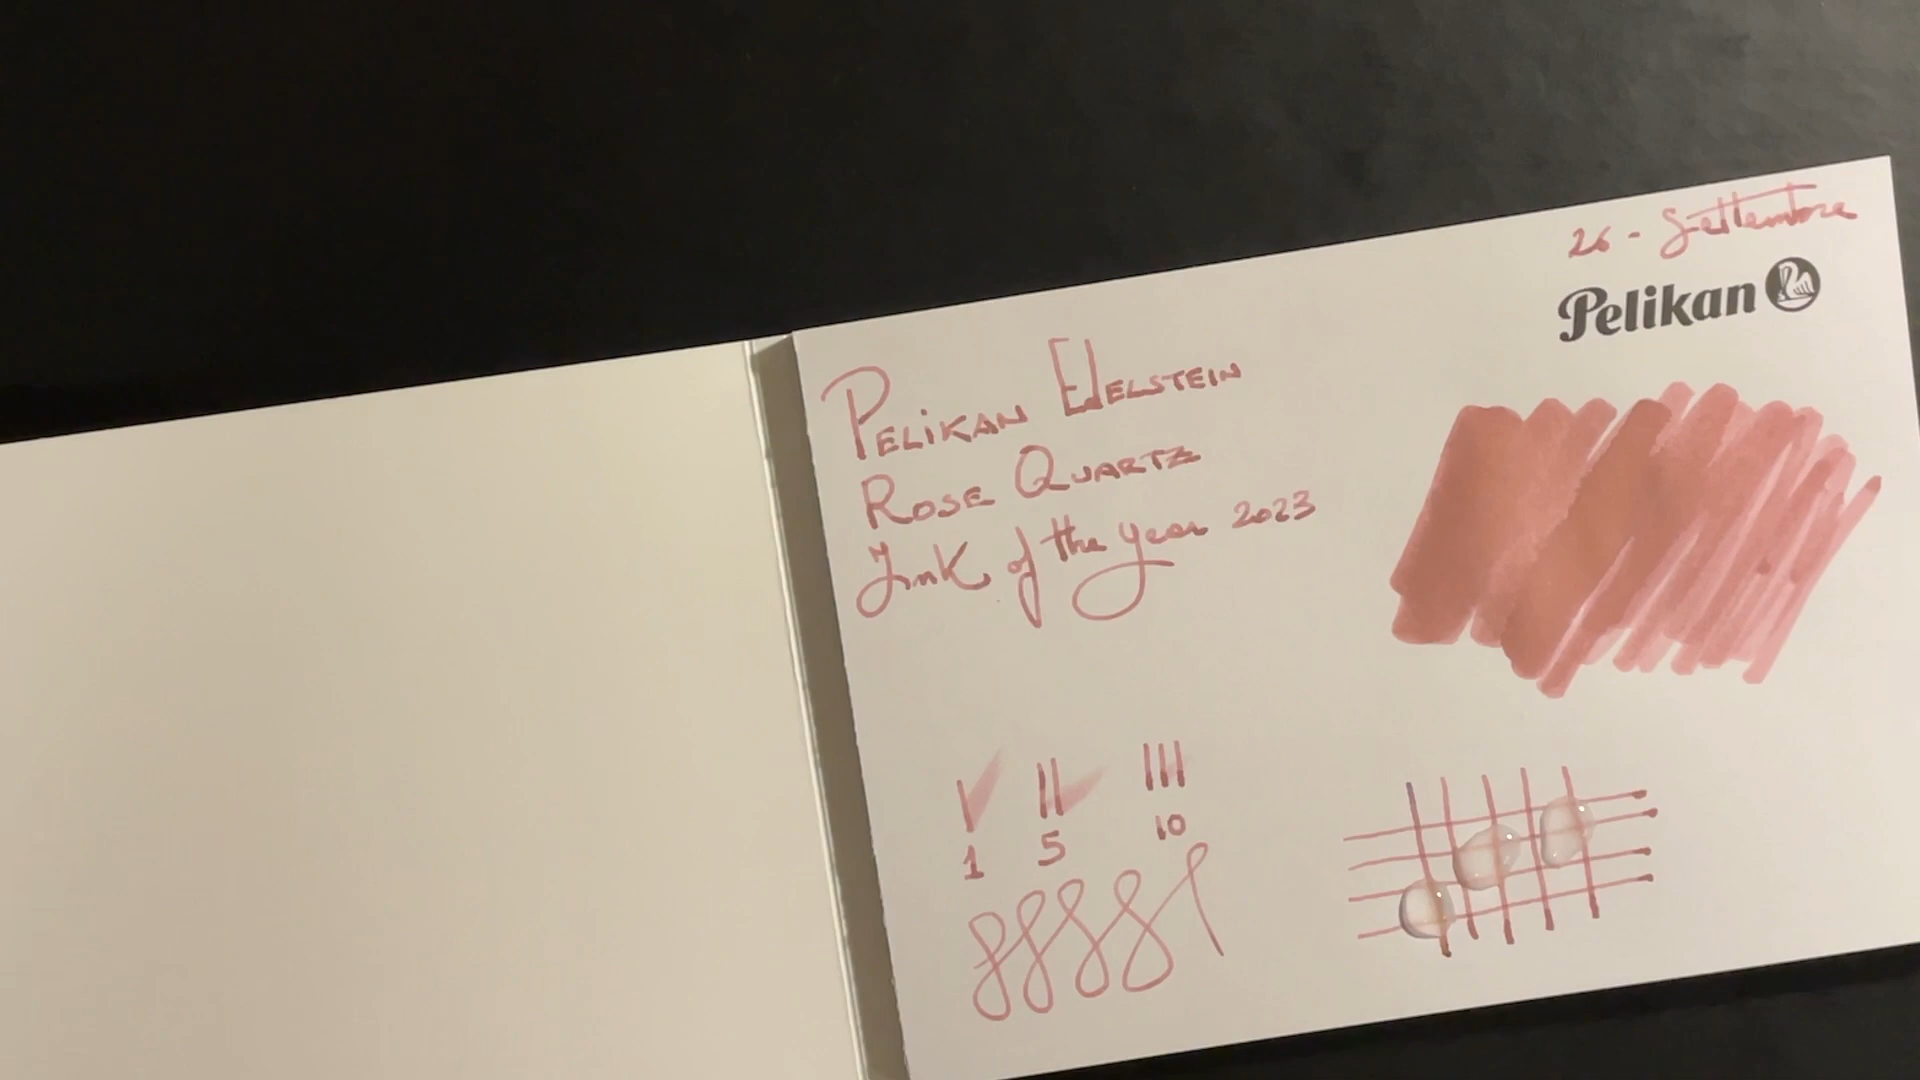 26 - Settembre
Pelikan
PELIKAN EDELSTEIN
ROSE QUARTZ
Ink of the year 2023
1 5 10